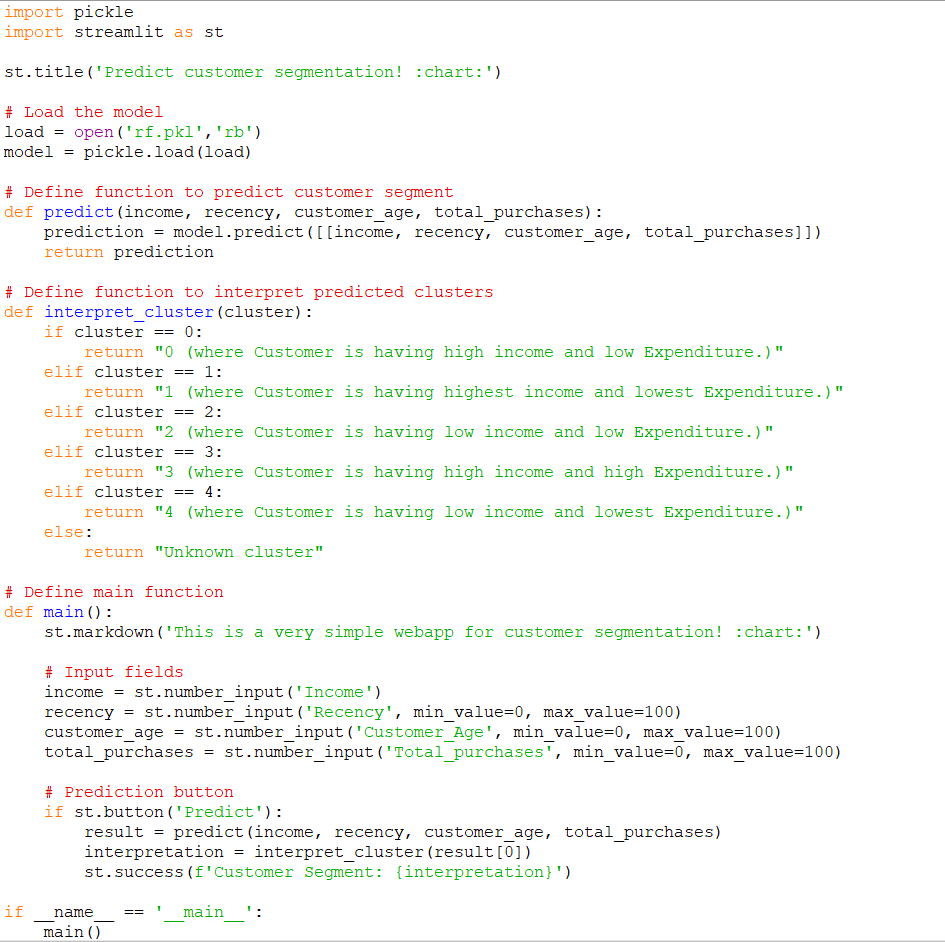 import pickle
import streamlit as st

st.title('Predict customer segmentation! :chart:')

# Load the model
load = open('rf.pkl','rb')
model = pickle.load(load)

# Define function to predict customer segment
def predict(income, recency, customer_age, total_purchases):
    prediction = model.predict([[income, recency, customer_age, total_purchases]])
    return prediction

# Define function to interpret predicted clusters
def interpret_cluster(cluster):
    if cluster == 0:
        return "0 (where Customer is having high income and low Expenditure.)"
    elif cluster == 1:
        return "1 (where Customer is having highest income and lowest Expenditure.)"
    elif cluster == 2:
        return "2 (where Customer is having low income and low Expenditure.)"
    elif cluster == 3:
        return "3 (where Customer is having high income and high Expenditure.)"
    elif cluster == 4:
        return "4 (where Customer is having low income and lowest Expenditure.)"
    else:
        return "Unknown cluster"

# Define main function
def main():
    st.markdown('This is a very simple webapp for customer segmentation! :chart:')

    # Input fields
    income = st.number_input('Income')
    recency = st.number_input('Recency', min_value=0, max_value=100)
    customer_age = st.number_input('Customer_Age', min_value=0, max_value=100)
    total_purchases = st.number_input('Total_purchases', min_value=0, max_value=100)

    # Prediction button
    if st.button('Predict'):
        result = predict(income, recency, customer_age, total_purchases)
        interpretation = interpret_cluster(result[0])
        st.success(f'Customer Segment: {interpretation}')

if __name__ == '__main__':
    main()